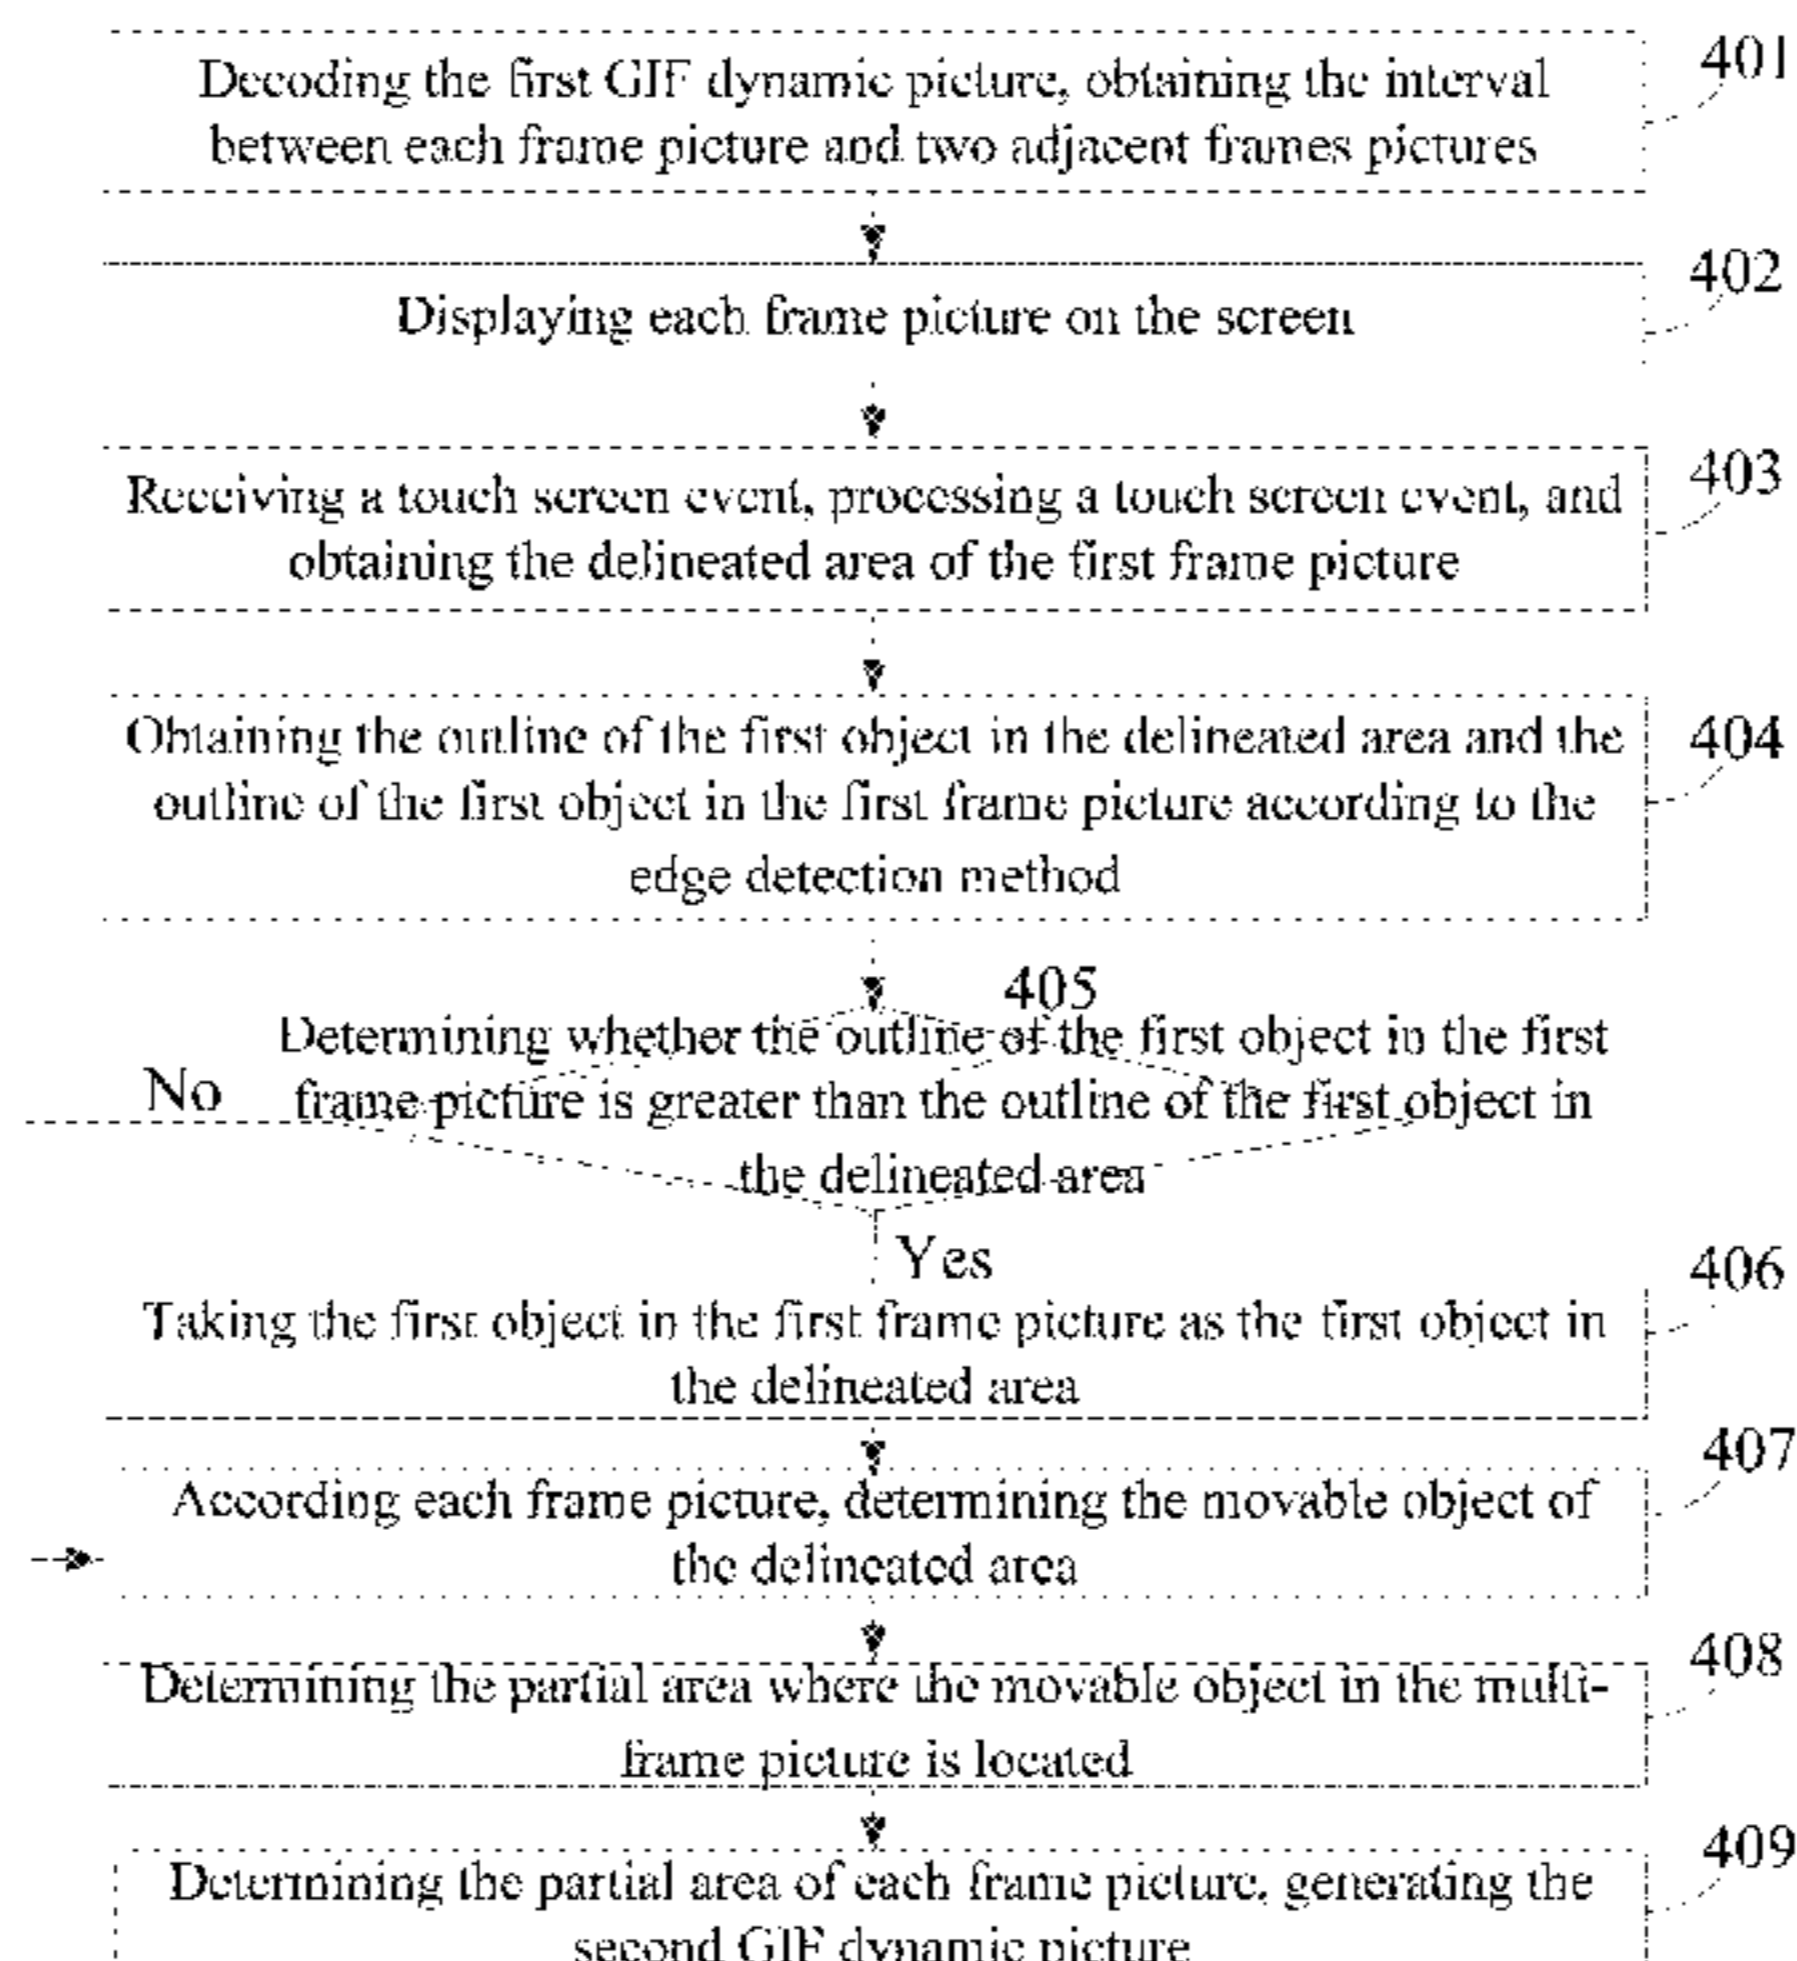 401
Decoding the first GIF dynamic picture, obtaining the interval
between each frame picture and two adjacent frames pictures
402
Displaying each frame picture on the screen
403
Receiving a touch screen event, processing a touch screen event, and
obtaining the delineated area of the first frame picture
404
Obtaining the outline of the first object in the delineated area and the
outline of the first object in the first frame picture according to the
edge detection method
405
Determining whether the outline of the first object in the first
No
frame picture is greater than the outline of the first object in
the delineated area
Yes
406
Taking the first object in the first frame picture as the first object in
the delineated area
407
According each frame picture, determining the movable object of
the delineated area
408
Determining the partial area where the movable object in the multi-
frame picture is located
409
Determining the partial area of each frame picture, generating the
second GIF dynamic picture